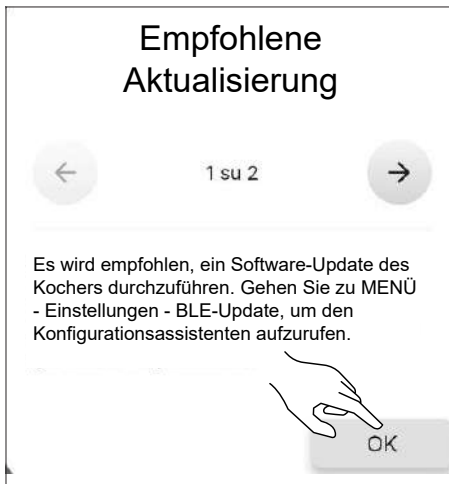 Empfohlene
Aktualisierung
1 su 2
Es wird empfohlen, ein Software-Update des
Kochers durchzuführen. Gehen Sie zu MENÜ
- Einstellungen - BLE-Update, um den
Konfigurationsassistenten aufzurufen.
OK